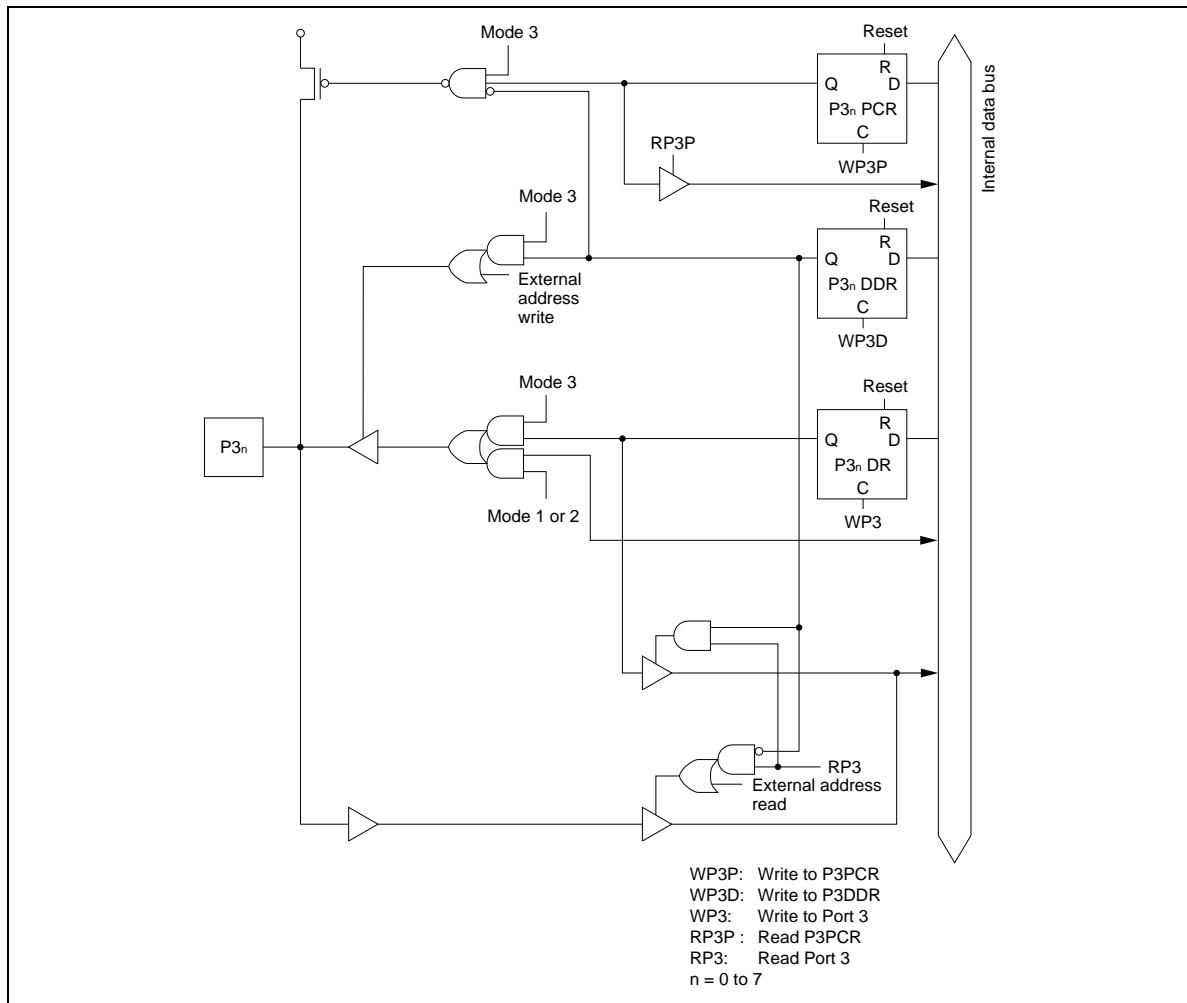 Mode 3
Reset
R
Q
D
P3n PCR
C
WP3P
RP3P
Internal data bus
Mode 3
Reset
R
Q
D
P3n DDR
C
WP3D
External
address
write
Mode 3
Reset
R
Q
D
P3n DR
C
WP3
P3n
Mode 1 or 2
RP3
External address
read
WP3P: Write to P3PCR
WP3D: Write to P3DDR
WP3: Write to Port 3
RP3P : Read P3PCR
RP3: Read Port 3
n = 0 to 7